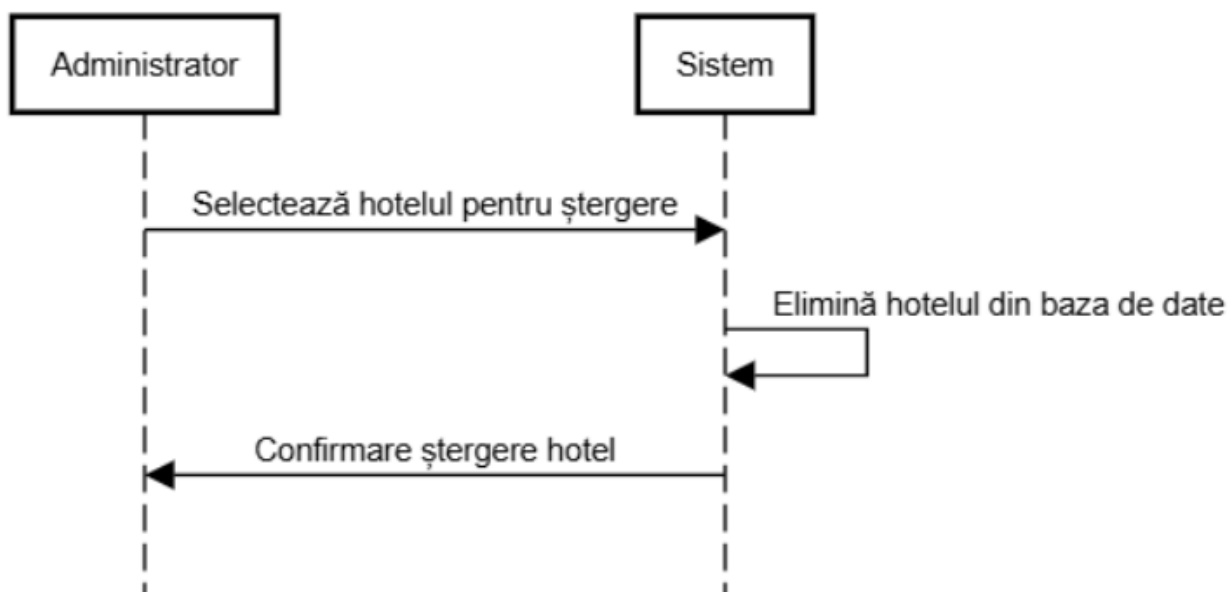 Administrator
Sistem
Selectează hotelul pentru ștergere
Elimină hotelul din baza de date
Confirmare ștergere hotel